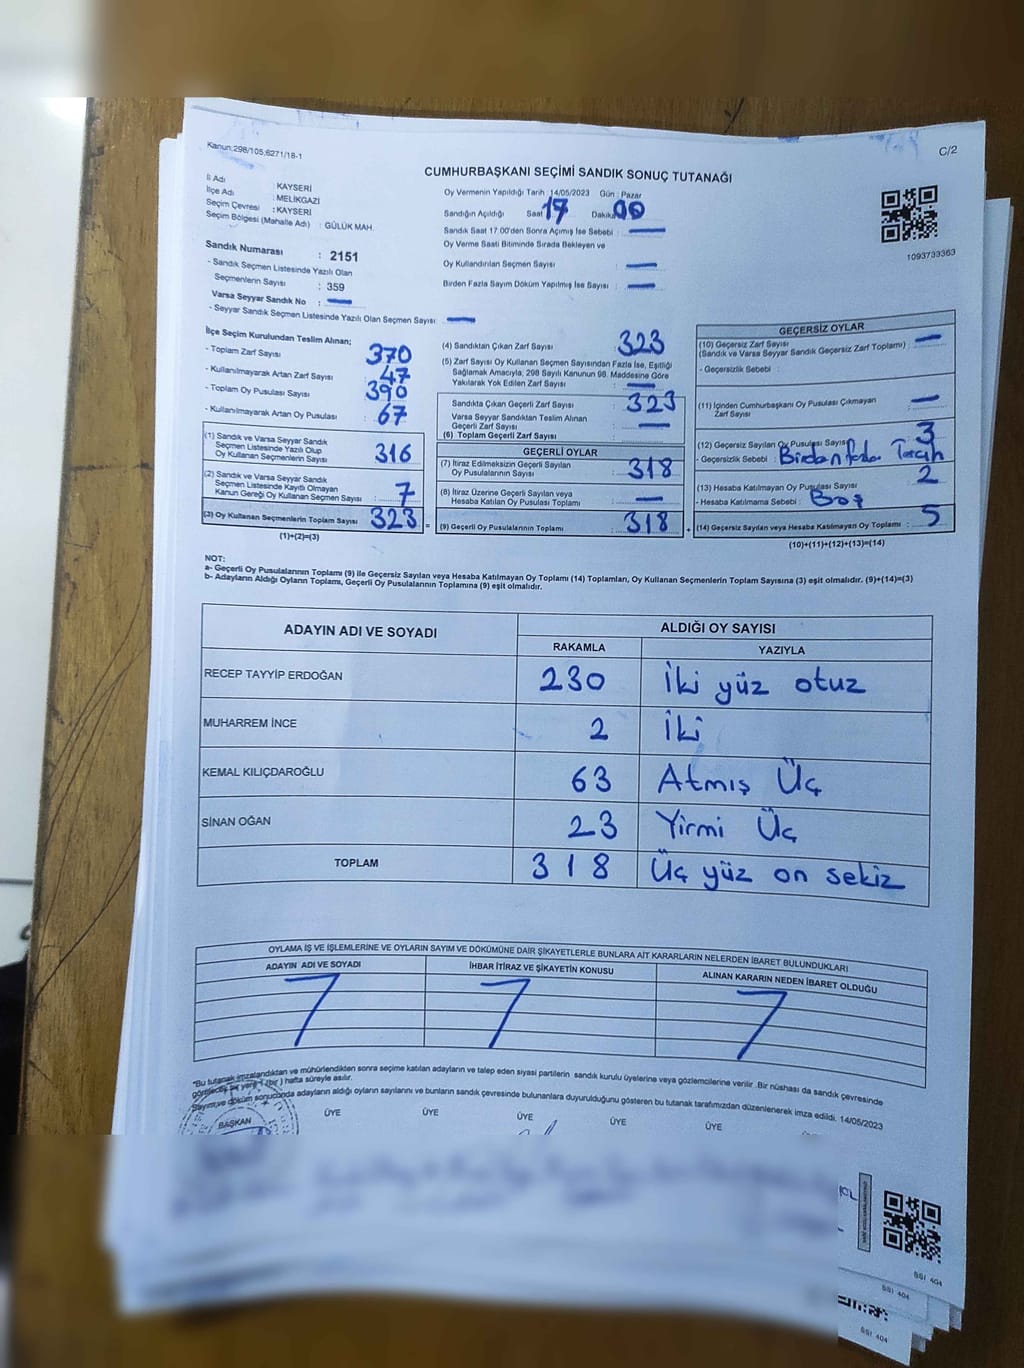 Kanun:298/105,6271/18-1
C/2
CUMHURBAŞKANI SEÇİMİ SANDIK SONUÇ TUTANAĞI
İl Adı : KAYSERİ
İlçe Adı : MELİKGAZİ
Seçim Çevresi : KAYSERİ
Seçim Bölgesi (Mahalle Adı) : GÜLÜK MAH.
Sandık Numarası : 2151
- Sandık Seçmen Listesinde Yazılı Olan
Seçmenlerin Sayısı : 359
Varsa Seyyar Sandık No :
- Seyyar Sandık Seçmen Listesinde Yazılı Olan Seçmen Sayısı :
Oy Vermenin Yapıldığı Tarih :14/05/2023 Gün : Pazar
Sandığın Açıldığı Saat 17 Dakika 00
Sandık Saat 17:00'den Sonra Açılmış İse Sebebi :
Oy Verme Saati Bitiminde Sırada Bekleyen ve
Oy Kullandırılan Seçmen Sayısı :
Birden Fazla Sayım Döküm Yapılmış İse Sayısı :
1093733363
İlçe Seçim Kurulundan Teslim Alınan;
- Toplam Zarf Sayısı : 370
- Kullanılmayarak Artan Zarf Sayısı : 47
- Toplam Oy Pusulası Sayısı : 390
- Kullanılmayarak Artan Oy Pusulası : 67
(1) Sandık ve Varsa Seyyar Sandık
Seçmen Listesinde Yazılı Olup
Oy Kullanan Seçmenlerin Sayısı : 316
(2) Sandık ve Varsa Seyyar Sandık
Seçmen Listesinde Kayıtlı Olmayan
Kanun Gereği Oy Kullanan Seçmen Sayısı : 7
(3) Oy Kullanan Seçmenlerin Toplam Sayısı : 323
(1)+(2)=(3)
(4) Sandıktan Çıkan Zarf Sayısı : 323
(5) Zarf Sayısı Oy Kullanan Seçmen Sayısından Fazla İse, Eşitliği
Sağlamak Amacıyla, 298 Sayılı Kanunun 98. Maddesine Göre
Yakılarak Yok Edilen Zarf Sayısı :
Sandıkta Çıkan Geçerli Zarf Sayısı : 323
Varsa Seyyar Sandıktan Teslim Alınan
Geçerli Zarf Sayısı :
(6) Toplam Geçerli Zarf Sayısı :
GEÇERLİ OYLAR
(7) İtiraz Edilmeksizin Geçerli Sayılan
Oy Pusulalarının Sayısı : 318
(8) İtiraz Üzerine Geçerli Sayılan veya
Hesaba Katılan Oy Pusulası Toplamı :
= (9) Geçerli Oy Pusulalarının Toplamı : 318 +
GEÇERSİZ OYLAR
(10) Geçersiz Zarf Sayısı
(Sandık ve Varsa Seyyar Sandık Geçersiz Zarf Toplamı) :
- Geçersizlik Sebebi :
(11) İçinden Cumhurbaşkanı Oy Pusulası Çıkmayan
Zarf Sayısı :
(12) Geçersiz Sayılan Oy Pusulası Sayısı : 3
- Geçersizlik Sebebi : Birden fazla Tercih
(13) Hesaba Katılmayan Oy Pusulası Sayısı : 2
- Hesaba Katılmama Sebebi : Boş
(14) Geçersiz Sayılan veya Hesaba Katılmayan Oy Toplamı : 5
(10)+(11)+(12)+(13)=(14)
NOT:
a- Geçerli Oy Pusulalarının Toplamı (9) ile Geçersiz Sayılan veya Hesaba Katılmayan Oy Toplamı (14) Toplamları, Oy Kullanan Seçmenlerin Toplam Sayısına (3) eşit olmalıdır. (9)+(14)=(3)
b- Adayların Aldığı Oyların Toplamı, Geçerli Oy Pusulalarının Toplamına (9) eşit olmalıdır.
ADAYIN ADI VE SOYADI ALDIĞI OY SAYISI
RAKAMLA YAZIYLA
RECEP TAYYİP ERDOĞAN 230 İki yüz otuz
MUHARREM İNCE 2 İki
KEMAL KILIÇDAROĞLU 63 Atmış Üç
SİNAN OĞAN 23 Yirmi Üç
TOPLAM 318 Üç yüz on sekiz
OYLAMA İŞ VE İŞLEMLERİNE VE OYLARIN SAYIM VE DÖKÜMÜNE DAİR ŞİKAYETLERLE BUNLARA AİT KARARLARIN NELERDEN İBARET BULUNDUKLARI
ADAYIN ADI VE SOYADI İHBAR İTİRAZ VE ŞİKAYETİN KONUSU ALINAN KARARIN NEDEN İBARET OLDUĞU
*Bu tutanak imzalandıktan ve mühürlendikten sonra seçime katılan adayların ve talep eden siyasi partilerin sandık kurulu üyelerine veya gözlemcilerine verilir .Bir nüshası da sandık çevresinde
görülecek bir yere 1 (bir) hafta süreyle asılır.
Sayım ve döküm sonucunda adayların aldığı oyların sayılarını ve bunların sandık çevresinde bulunanlara duyurulduğunu gösteren bu tutanak tarafımızdan düzenlenerek imza edildi. 14/05/2023
BAŞKAN ÜYE ÜYE ÜYE ÜYE ÜYE
SSI 404
SSI 404
SSI 404